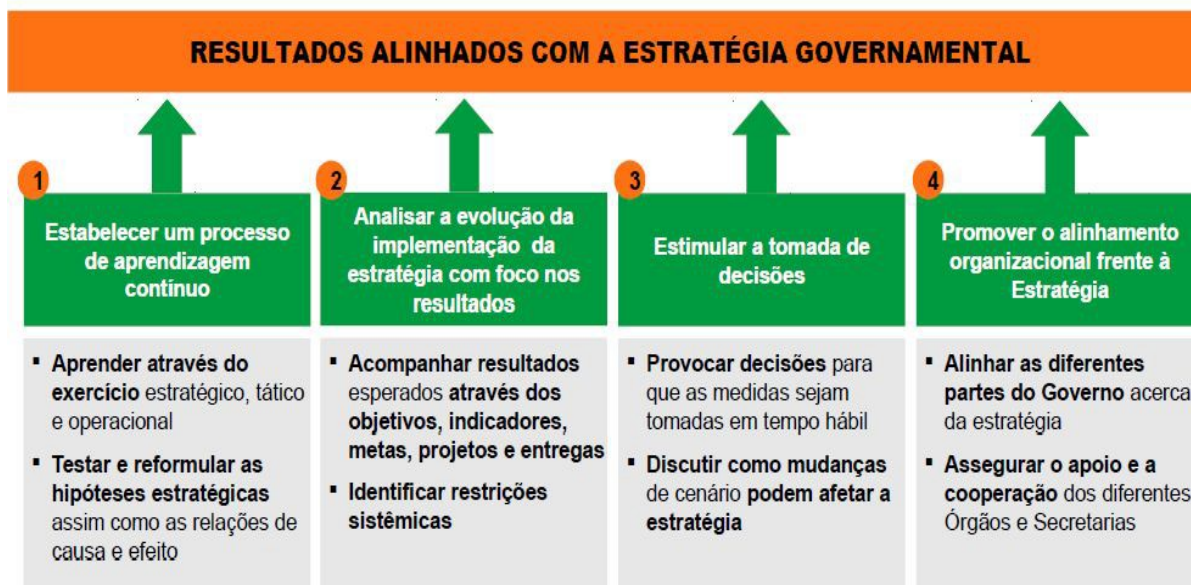 RESULTADOS ALINHADOS COM A ESTRATÉGIA GOVERNAMENTAL
1
Estabelecer um processo
de aprendizagem
contínuo
▪ Aprender através do
exercício estratégico, tático
e operacional
▪ Testar e reformular as
hipóteses estratégicas
assim como as relações de
causa e efeito
2
Analisar a evolução da
implementação da
estratégia com foco nos
resultados
▪ Acompanhar resultados
esperados através dos
objetivos, indicadores,
metas, projetos e entregas
▪ Identificar restrições
sistêmicas
3
Estimular a tomada de
decisões
▪ Provocar decisões para
que as medidas sejam
tomadas em tempo hábil
▪ Discutir como mudanças
de cenário podem afetar a
estratégia
4
Promover o alinhamento
organizacional frente à
Estratégia
▪ Alinhar as diferentes
partes do Governo acerca
da estratégia
▪ Assegurar o apoio e a
cooperação dos diferentes
Órgãos e Secretarias